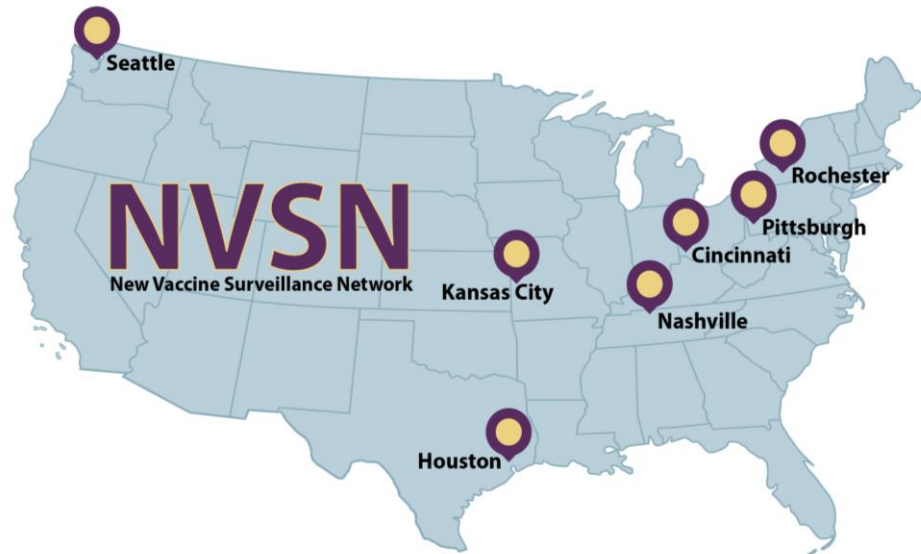 Seattle
Rochester
NVSN
New Vaccine Surveillance Network
Pittsburgh
Cincinnati
Kansas City
Nashville
Houston